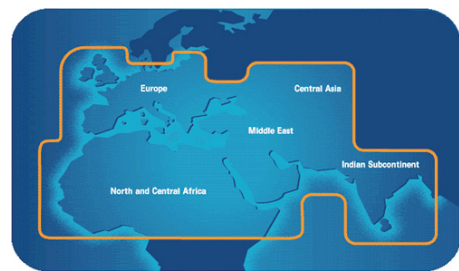 Europe
Central Asia
Middle East
Indian Subcontinent
North and Central Africa